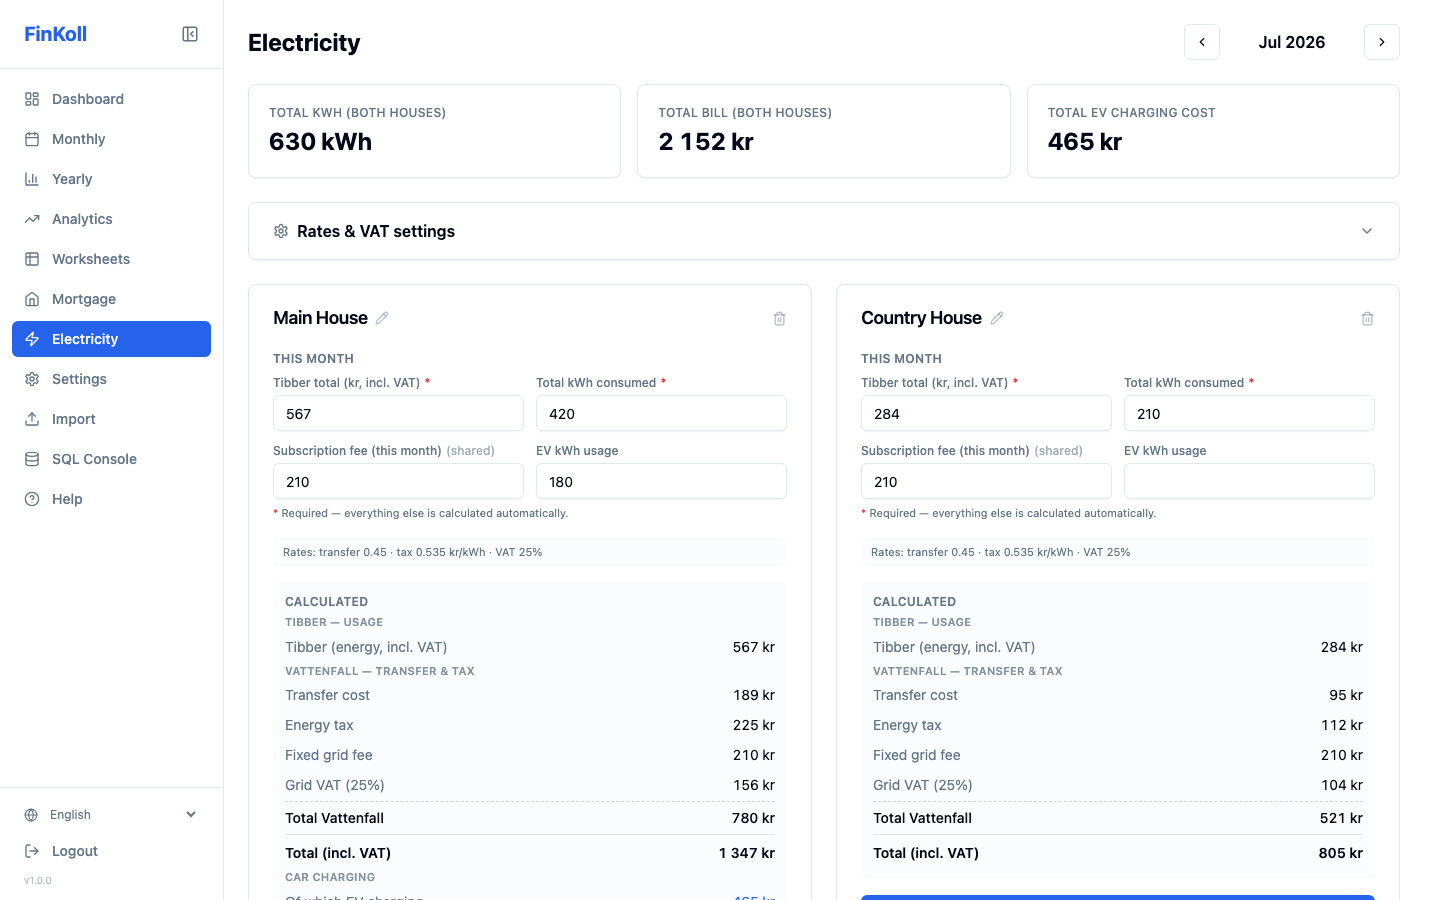 FinKoll
Dashboard
Monthly
Yearly
Analytics
Worksheets
Mortgage
Electricity
Settings
Import
SQL Console
Help
English
Logout
v1.0.0
Electricity
Jul 2026
TOTAL KWH (BOTH HOUSES)
630 kWh
TOTAL BILL (BOTH HOUSES)
2 152 kr
TOTAL EV CHARGING COST
465 kr
Rates & VAT settings
Main House
THIS MONTH
Tibber total (kr, incl. VAT) *
Total kWh consumed *
567
420
Subscription fee (this month) (shared)
EV kWh usage
210
180
* Required — everything else is calculated automatically.
Rates: transfer 0.45 · tax 0.535 kr/kWh · VAT 25%
CALCULATED
TIBBER — USAGE
Tibber (energy, incl. VAT) 567 kr
VATTENFALL — TRANSFER & TAX
Transfer cost 189 kr
Energy tax 225 kr
Fixed grid fee 210 kr
Grid VAT (25%) 156 kr
Total Vattenfall 780 kr
Total (incl. VAT) 1 347 kr
CAR CHARGING
Of which EV charging 465 kr
Country House
THIS MONTH
Tibber total (kr, incl. VAT) *
Total kWh consumed *
284
210
Subscription fee (this month) (shared)
EV kWh usage
210
* Required — everything else is calculated automatically.
Rates: transfer 0.45 · tax 0.535 kr/kWh · VAT 25%
CALCULATED
TIBBER — USAGE
Tibber (energy, incl. VAT) 284 kr
VATTENFALL — TRANSFER & TAX
Transfer cost 95 kr
Energy tax 112 kr
Fixed grid fee 210 kr
Grid VAT (25%) 104 kr
Total Vattenfall 521 kr
Total (incl. VAT) 805 kr